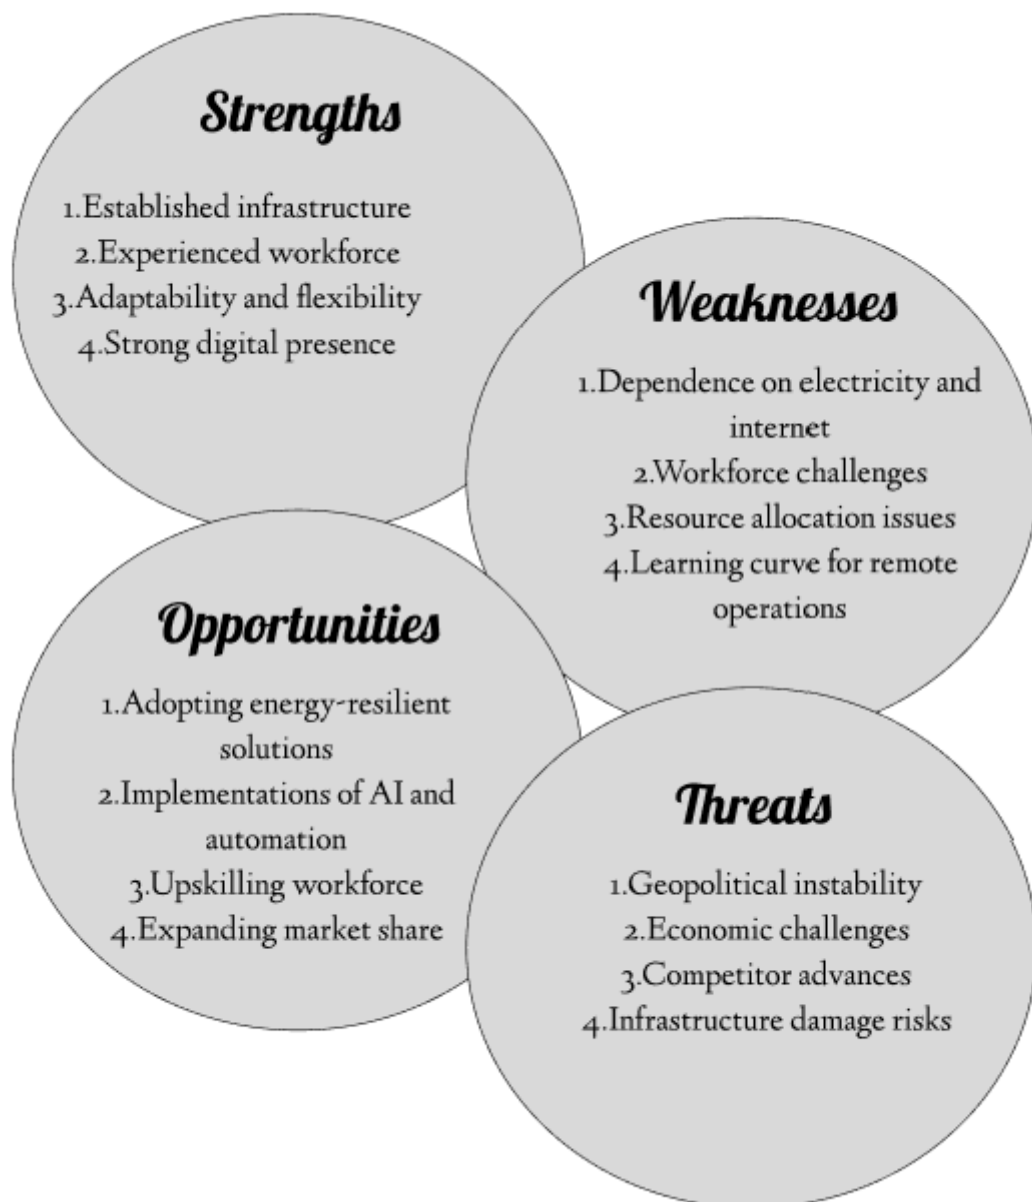 Strengths
1.Established infrastructure
2.Experienced workforce
3.Adaptability and flexibility
4.Strong digital presence
Weaknesses
1.Dependence on electricity and
internet
2.Workforce challenges
3.Resource allocation issues
4.Learning curve for remote
operations
Opportunities
1.Adopting energy-resilient
solutions
2.Implementations of AI and
automation
3.Upskilling workforce
4.Expanding market share
Threats
1.Geopolitical instability
2.Economic challenges
3.Competitor advances
4.Infrastructure damage risks